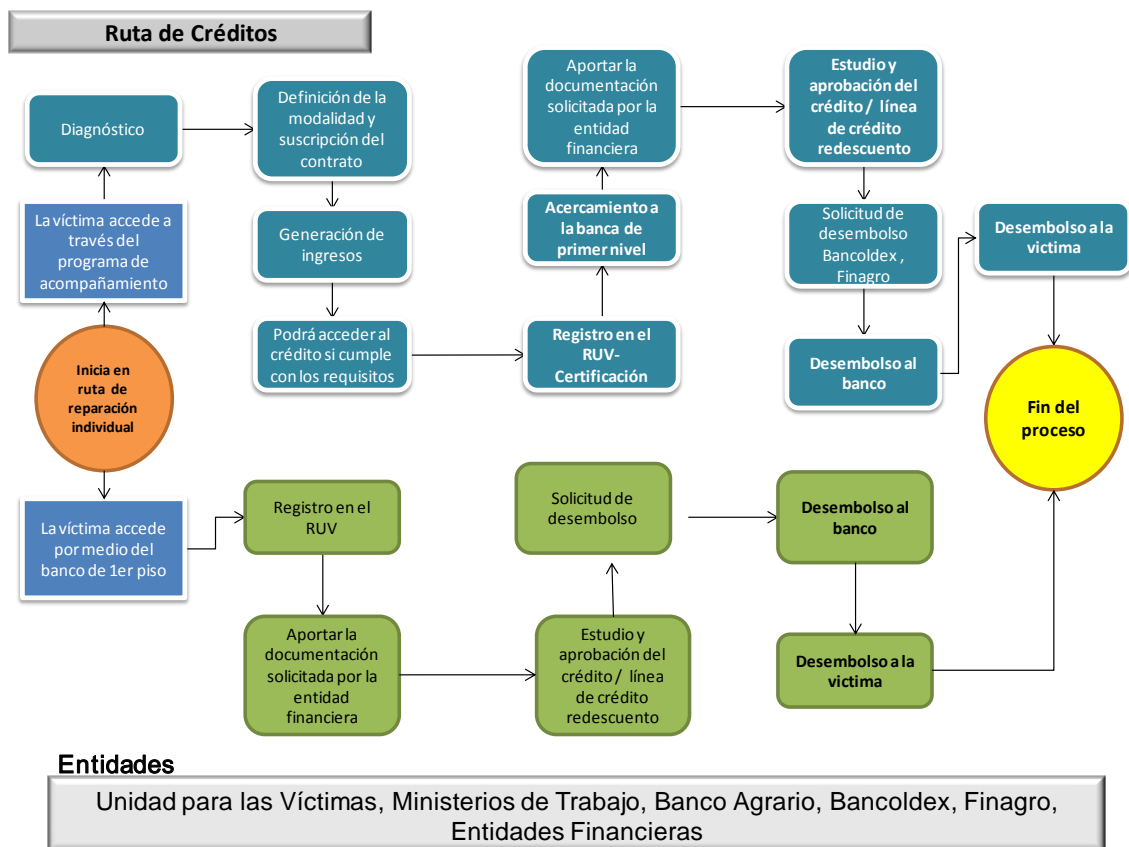 Ruta de Créditos
Inicia en
ruta de
reparación
individual
La víctima accede a
través del
programa de
acompañamiento
Diagnóstico
Definición de la
modalidad y
suscripción del
contrato
Generación de
ingresos
Podrá acceder al
crédito si cumple
con los requisitos
Registro en el
RUV-
Certificación
Acercamiento a
la banca de
primer nivel
Aportar la
documentación
solicitada por la
entidad
financiera
Estudio y
aprobación del
crédito / línea
de crédito
redescuento
Solicitud de
desembolso
Bancoldex ,
Finagro
Desembolso al
banco
Desembolso a la
victima
Fin del
proceso
La víctima accede
por medio del
banco de 1er piso
Registro en el
RUV
Aportar la
documentación
solicitada por la
entidad
financiera
Estudio y
aprobación del
crédito / línea
de crédito
redescuento
Solicitud de
desembolso
Desembolso al
banco
Desembolso a la
victima
Entidades
Unidad para las Víctimas, Ministerios de Trabajo, Banco Agrario, Bancoldex, Finagro,
Entidades Financieras